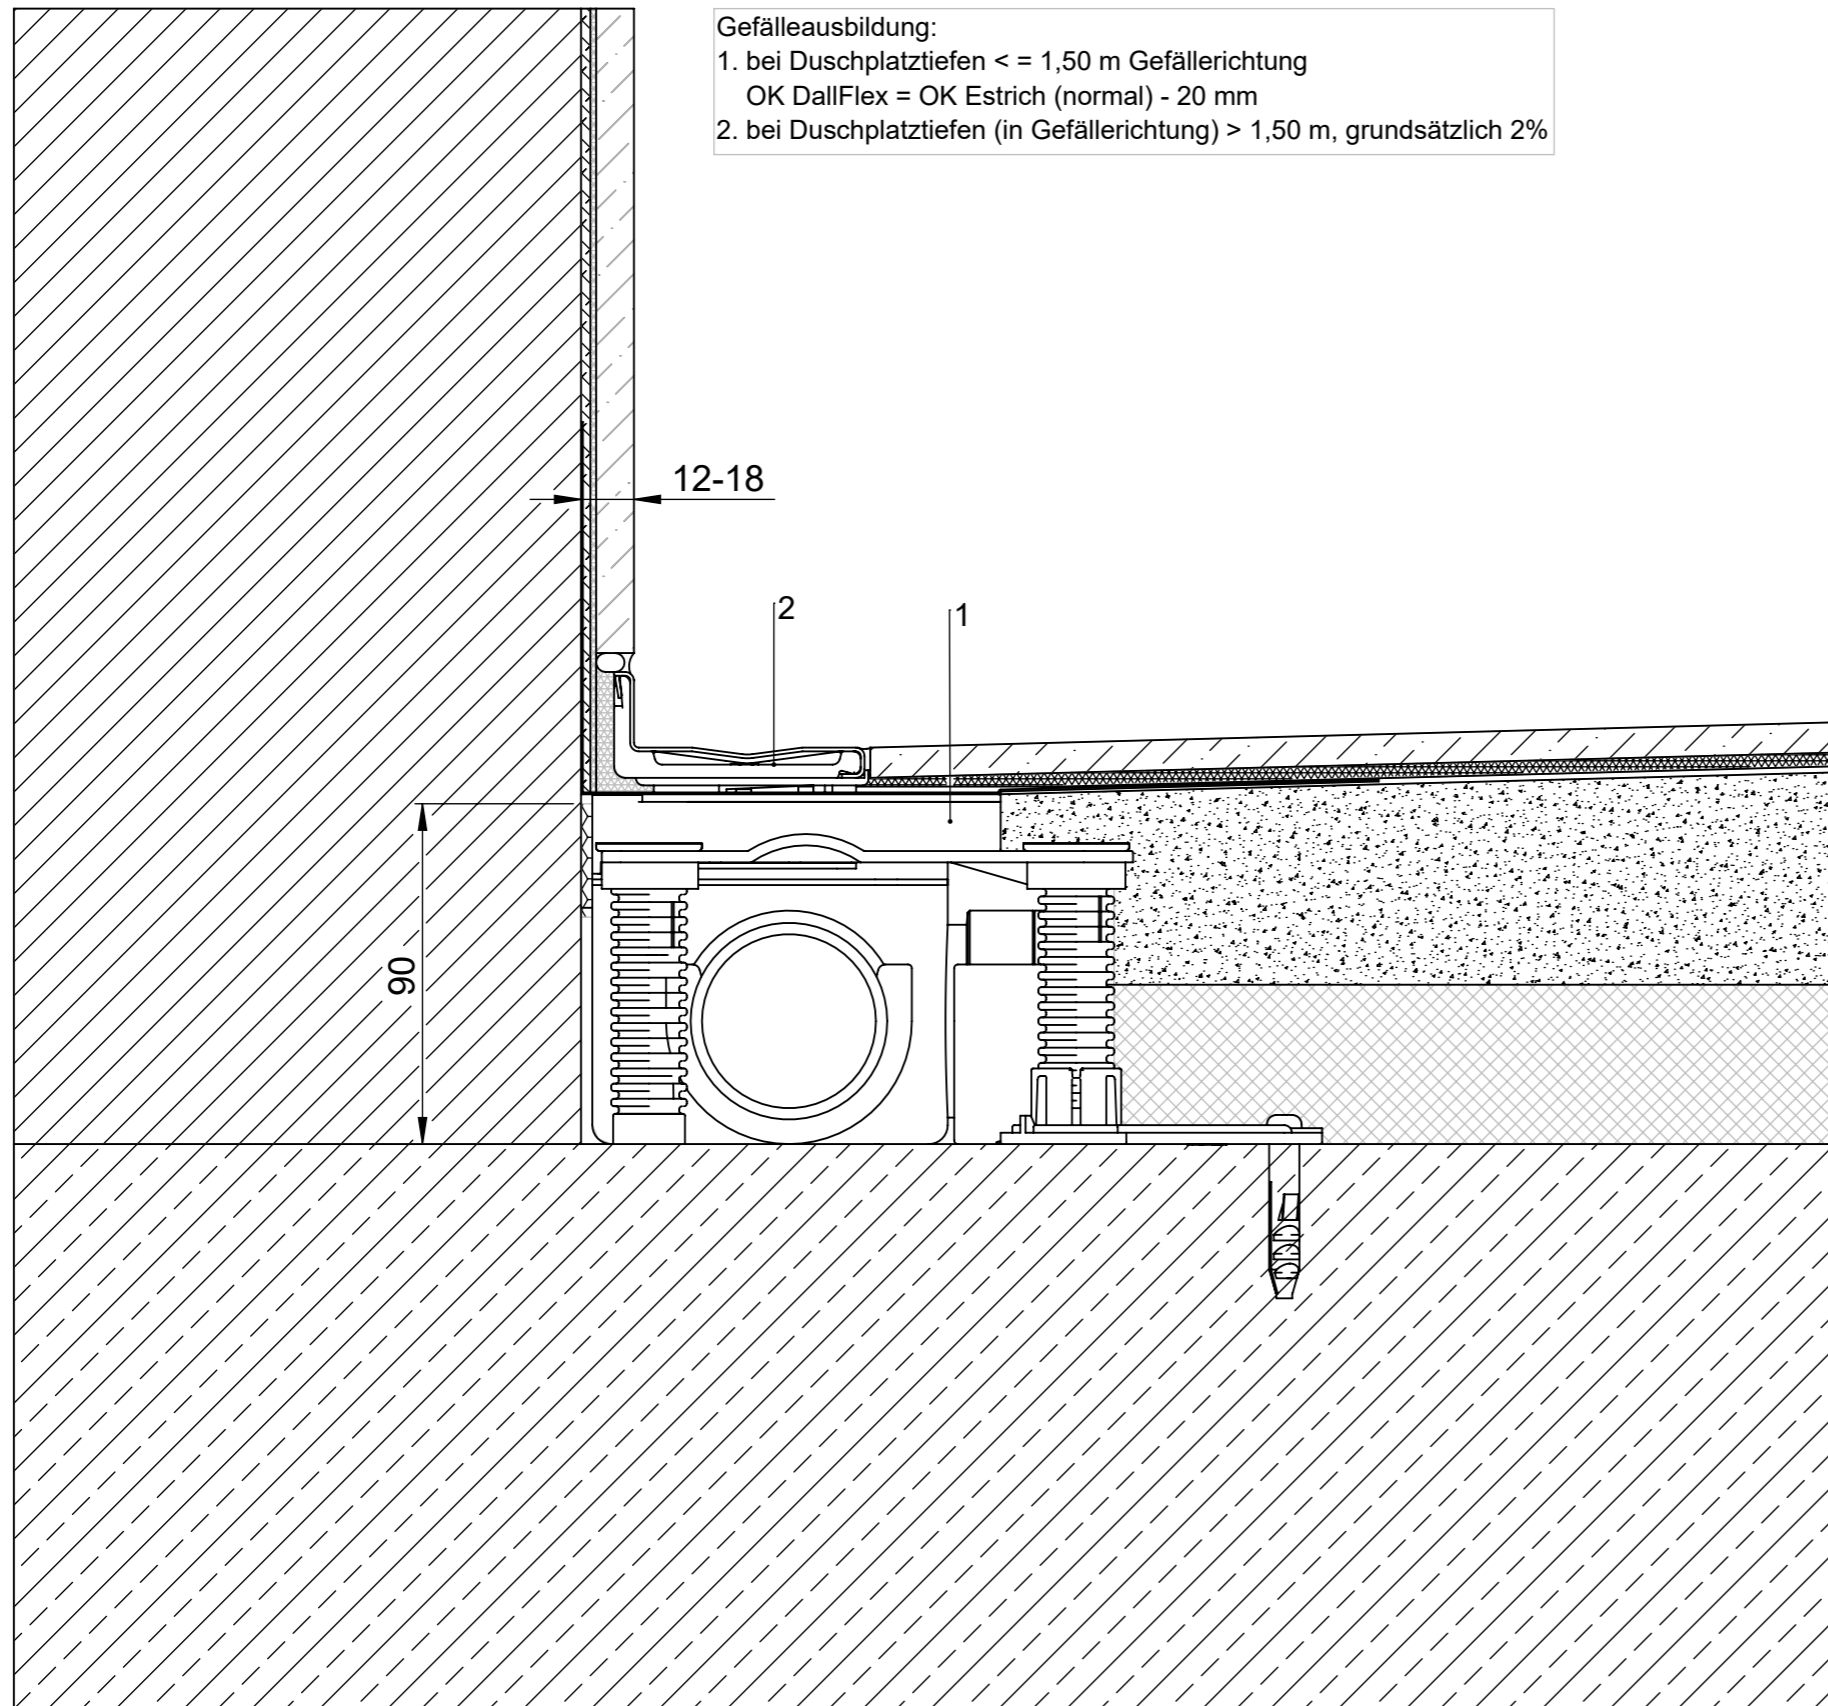 Gefälleausbildung:
1. bei Duschplatztiefen < = 1,50 m Gefällerichtung
OK DallFlex = OK Estrich (normal) - 20 mm
2. bei Duschplatztiefen (in Gefällerichtung) > 1,50 m, grundsätzlich 2%
12-18
2
1
90